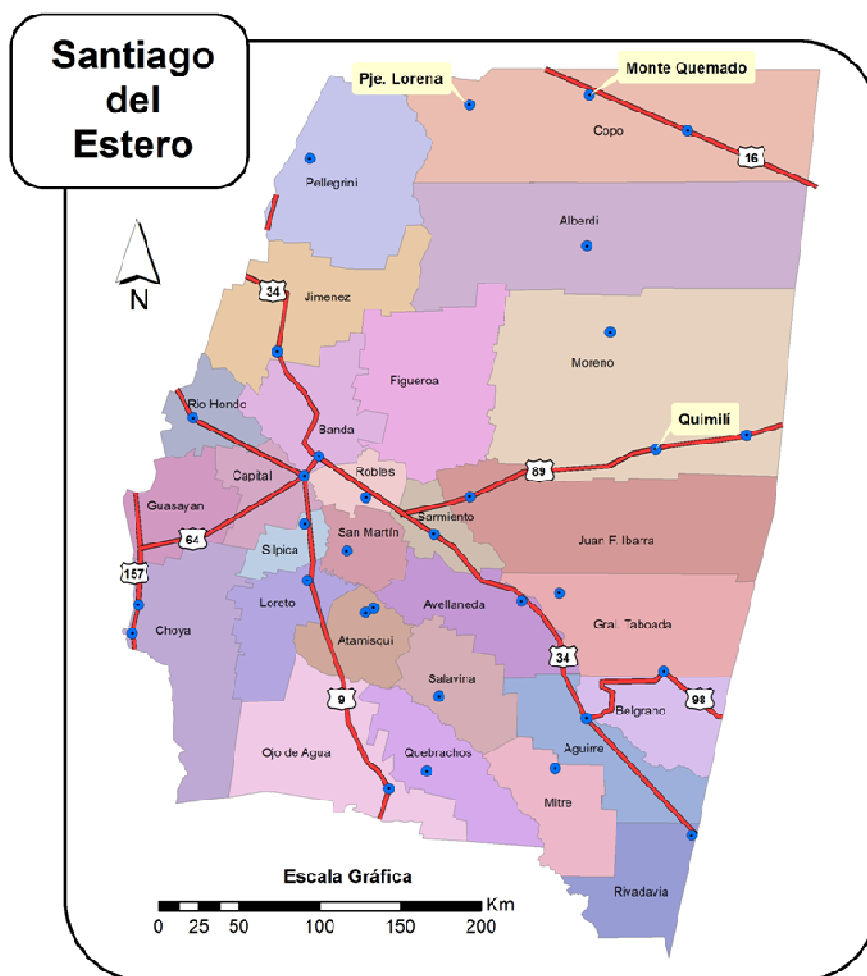 Santiago
del
Estero
Pje. Lorena
Monte Quemado
Copo
16
Pellegrini
Alberdi
N
34
Jimenez
Moreno
Figueroa
Rio Hondo
Quimilí
Banda
Robles
89
Capital
Guasayan
Sarmiento
San Martín
64
Juan F. Ibarra
Silpica
157
Loreto
Avellaneda
Choya
Atamisqui
Gral. Taboada
34
Salavina
9
98
Belgrano
Ojo de Agua
Quebrachos
Aguirre
Mitre
Escala Gráfica
Rivadavia
Km
0 25 50 100 150 200